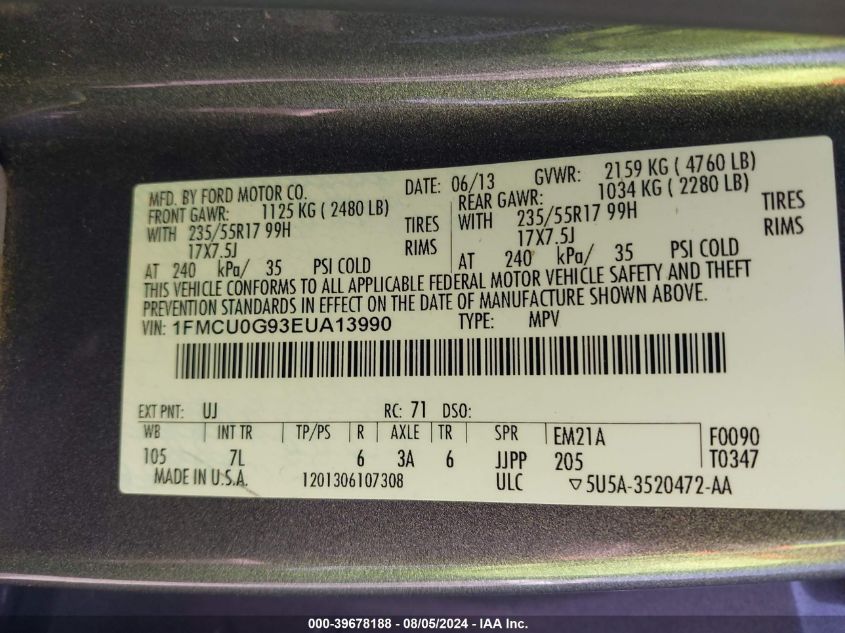 MFD. BY FORD MOTOR CO. DATE: 06/13 GVWR: 2159 KG ( 4760 LB)
FRONT GAWR: 1125 KG ( 2480 LB) REAR GAWR: 1034 KG ( 2280 LB)
WITH 235/55R17 99H TIRES WITH 235/55R17 99H TIRES
17X7.5J RIMS 17X7.5J RIMS
AT 240 kPa/ 35 PSI COLD AT 240 kPa/ 35 PSI COLD
THIS VEHICLE CONFORMS TO ALL APPLICABLE FEDERAL MOTOR VEHICLE SAFETY AND THEFT
PREVENTION STANDARDS IN EFFECT ON THE DATE OF MANUFACTURE SHOWN ABOVE.
VIN: 1FMCU0G93EUA13990 TYPE: MPV
EXT PNT: UJ RC: 71 DSO:
WB INT TR TP/PS R AXLE TR SPR EM21A F0090
105 7L 6 3A 6 JJPP 205 T0347
MADE IN U.S.A. 1201306107308 ULC ▽5U5A-3520472-AA
000-39678188 - 08/05/2024 - IAA Inc.